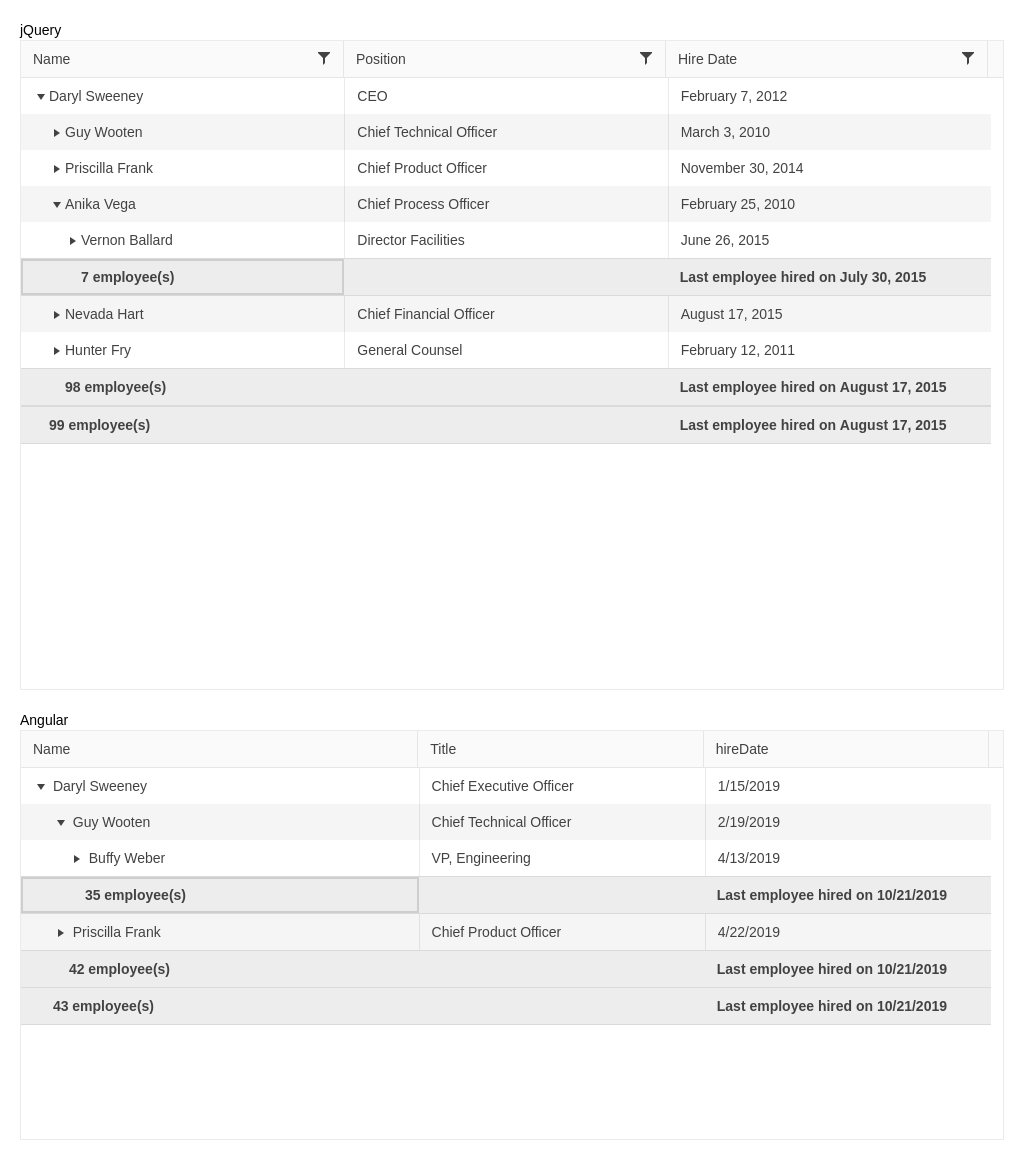 jQuery
Name Position Hire Date
Daryl Sweeney CEO February 7, 2012
Guy Wooten Chief Technical Officer March 3, 2010
Priscilla Frank Chief Product Officer November 30, 2014
Anika Vega Chief Process Officer February 25, 2010
Vernon Ballard Director Facilities June 26, 2015
7 employee(s) Last employee hired on July 30, 2015
Nevada Hart Chief Financial Officer August 17, 2015
Hunter Fry General Counsel February 12, 2011
98 employee(s) Last employee hired on August 17, 2015
99 employee(s) Last employee hired on August 17, 2015
Angular
Name Title hireDate
Daryl Sweeney Chief Executive Officer 1/15/2019
Guy Wooten Chief Technical Officer 2/19/2019
Buffy Weber VP, Engineering 4/13/2019
35 employee(s) Last employee hired on 10/21/2019
Priscilla Frank Chief Product Officer 4/22/2019
42 employee(s) Last employee hired on 10/21/2019
43 employee(s) Last employee hired on 10/21/2019